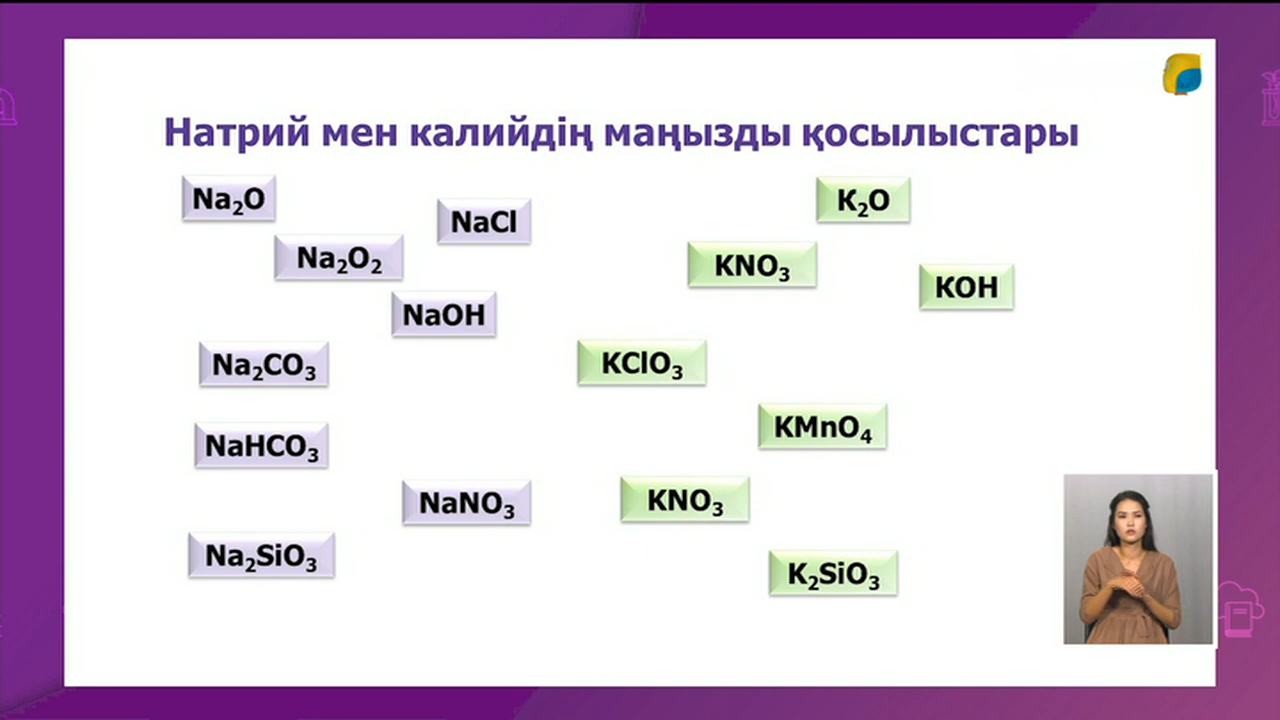 Натрий мен калийдің маңызды қосылыстары
Na₂O
NaCl
Na₂O₂
NaOH
Na₂CO₃
NaHCO₃
NaNO₃
Na₂SiO₃
K₂O
KNO₃
KOH
KClO₃
KMnO₄
KNO₃
K₂SiO₃